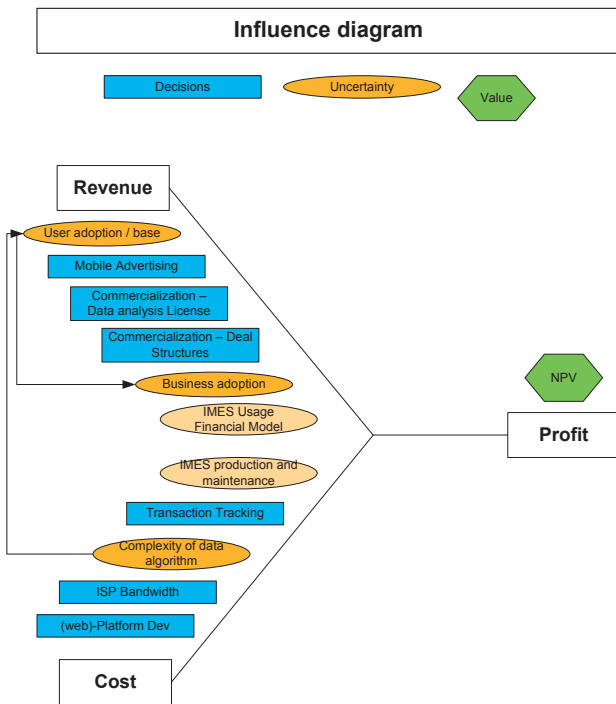 Influence diagram
Decisions
Uncertainty
Value
Revenue
User adoption / base
Mobile Advertising
Commercialization –
Data analysis License
Commercialization – Deal
Structures
Business adoption
IMES Usage
Financial Model
NPV
Profit
IMES production and
maintenance
Transaction Tracking
Complexity of data
algorithm
ISP Bandwidth
(web)-Platform Dev
Cost